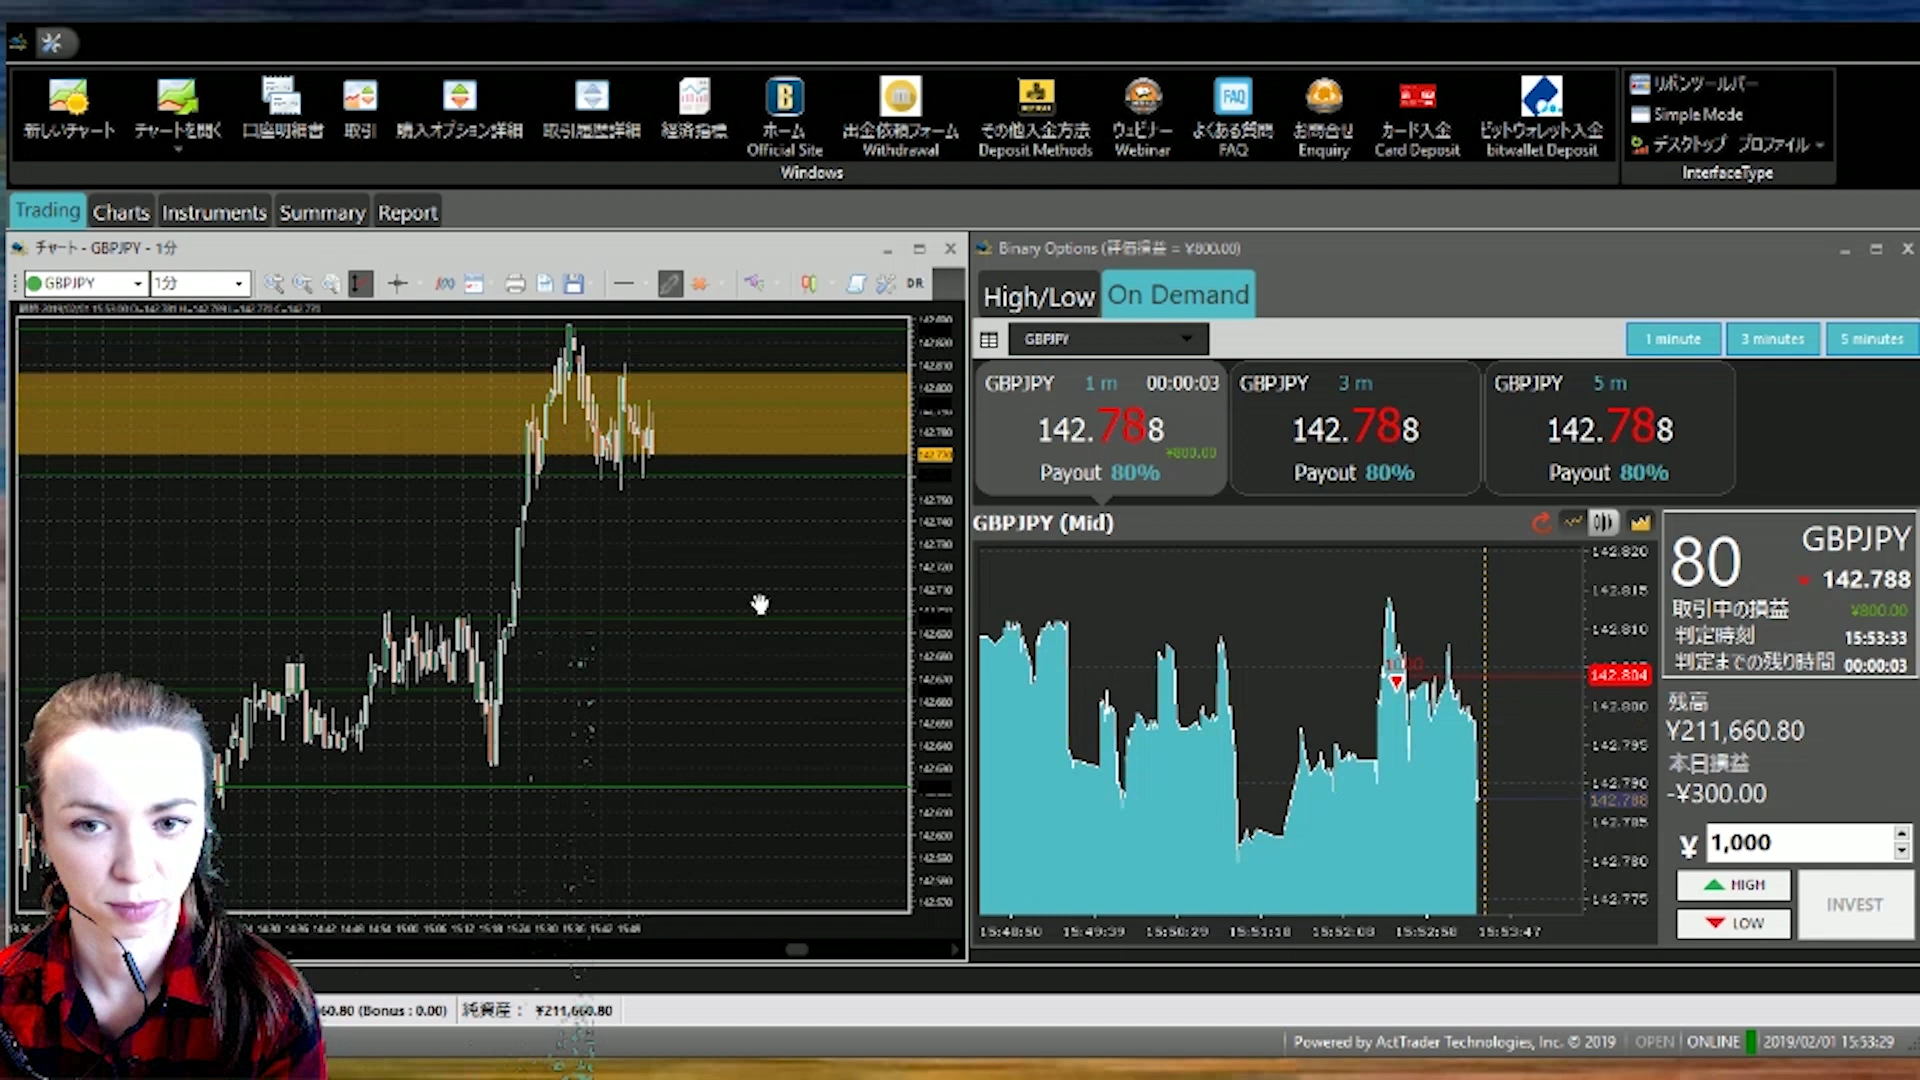 新しいチャート
チャートを開く
口座明細書
取引
購入オプション詳細
取引履歴詳細
経済指標
ホーム
Official Site
出金依頼フォーム
Withdrawal
その他入金方法
Deposit Methods
ウェビナー
Webinar
FAQ
よくある質問
FAQ
お問合せ
Enquiry
カード入金
Card Deposit
ビットウォレット入金
bitwallet Deposit
リボンツールバー
Simple Mode
デスクトップ プロファイル
Windows
InterfaceType
Trading
Charts
Instruments
Summary
Report
チャート - GBPJPY - 1分
GBPJPY
1分
DR
Binary Options (評価損益 = ¥800.00)
High/Low
On Demand
GBPJPY
1 minute
3 minutes
5 minutes
GBPJPY 1 m 00:00:03
142.788
¥800.00
Payout 80%
GBPJPY 3 m
142.788
Payout 80%
GBPJPY 5 m
142.788
Payout 80%
GBPJPY (Mid)
142.820
142.815
142.810
142.804
142.800
142.795
142.790
142.788
142.785
142.780
142.775
15:48:50 15:49:39 15:50:29 15:51:18 15:52:08 15:52:58 15:53:47
80
GBPJPY
142.788
取引中の損益 ¥800.00
判定時刻 15:53:33
判定までの残り時間 00:00:03
残高
¥211,660.80
本日損益
-¥300.00
¥ 1,000
HIGH
LOW
INVEST
60.80 (Bonus : 0.00)
純資産 : ¥211,660.80
Powered by ActTrader Technologies, Inc. © 2019
OPEN
ONLINE
2019/02/01 15:53:29